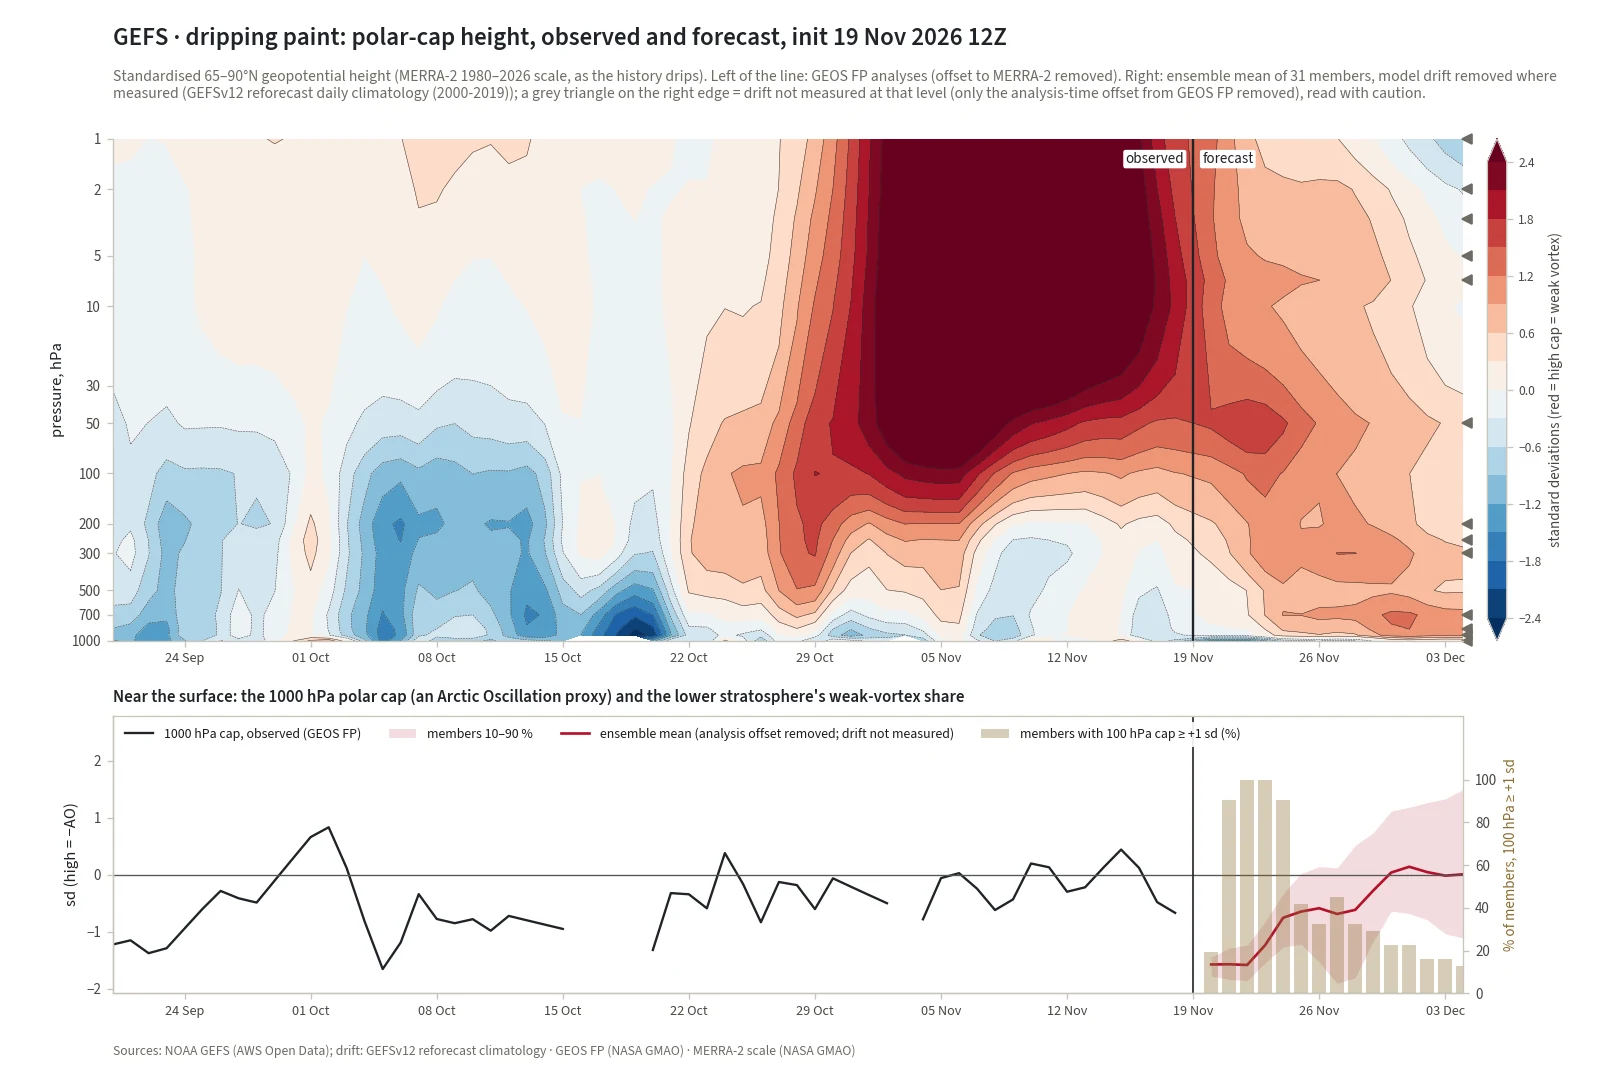 GEFS · dripping paint: polar-cap height, observed and forecast, init 19 Nov 2026 12Z
Standardised 65–90°N geopotential height (MERRA-2 1980–2026 scale, as the history drips). Left of the line: GEOS FP analyses (offset to MERRA-2 removed). Right: ensemble mean of 31 members, model drift removed where
measured (GEFSv12 reforecast daily climatology (2000-2019)); a grey triangle on the right edge = drift not measured at that level (only the analysis-time offset from GEOS FP removed), read with caution.
pressure, hPa
1
2
5
10
30
50
100
200
300
500
700
1000
observed
forecast
24 Sep
01 Oct
08 Oct
15 Oct
22 Oct
29 Oct
05 Nov
12 Nov
19 Nov
26 Nov
03 Dec
2.4
1.8
1.2
0.6
0.0
−0.6
−1.2
−1.8
−2.4
standard deviations (red = high cap = weak vortex)
Near the surface: the 1000 hPa polar cap (an Arctic Oscillation proxy) and the lower stratosphere's weak-vortex share
1000 hPa cap, observed (GEOS FP)
members 10–90 %
ensemble mean (analysis offset removed; drift not measured)
members with 100 hPa cap ≥ +1 sd (%)
sd (high = −AO)
2
1
0
−1
−2
100
80
60
40
20
0
% of members, 100 hPa ≥ +1 sd
24 Sep
01 Oct
08 Oct
15 Oct
22 Oct
29 Oct
05 Nov
12 Nov
19 Nov
26 Nov
03 Dec
Sources: NOAA GEFS (AWS Open Data); drift: GEFSv12 reforecast climatology · GEOS FP (NASA GMAO) · MERRA-2 scale (NASA GMAO)